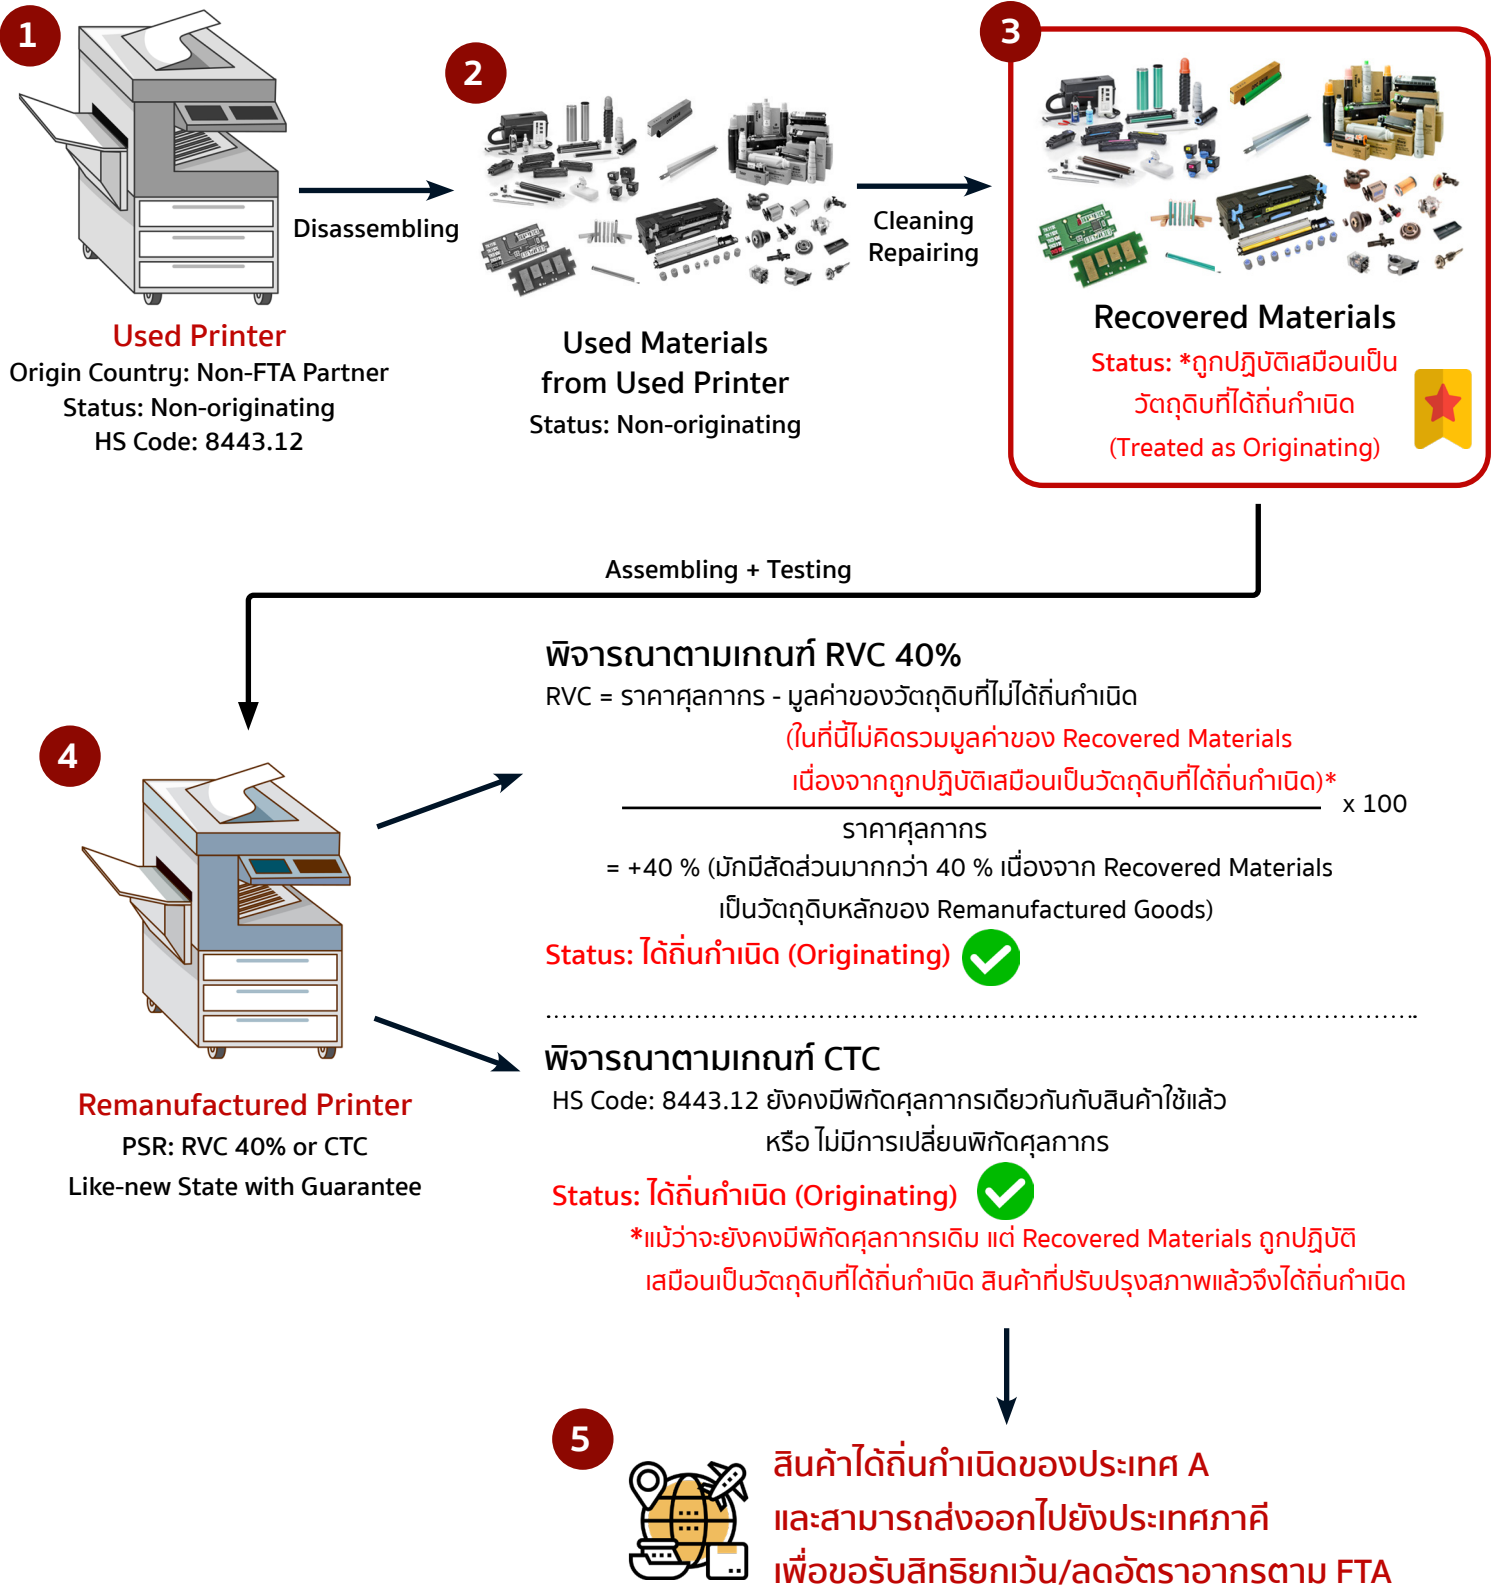 1
Used Printer
Origin Country: Non-FTA Partner
Status: Non-originating
HS Code: 8443.12
Disassembling
2
Used Materials
from Used Printer
Status: Non-originating
Cleaning
Repairing
3
Recovered Materials
Status: *ถูกปฏิบัติเสมือนเป็น
วัตถุดิบที่ได้ถิ่นกำเนิด
(Treated as Originating)
Assembling + Testing
4
Remanufactured Printer
PSR: RVC 40% or CTC
Like-new State with Guarantee
พิจารณาตามเกณฑ์ RVC 40%
RVC = ราคาศุลกากร - มูลค่าของวัตถุดิบที่ไม่ได้ถิ่นกำเนิด
(ในที่นี้ไม่คิดรวมมูลค่าของ Recovered Materials
เนื่องจากถูกปฏิบัติเสมือนเป็นวัตถุดิบที่ได้ถิ่นกำเนิด)*
x 100
ราคาศุลกากร
= +40 % (มักมีสัดส่วนมากกว่า 40 % เนื่องจาก Recovered Materials
เป็นวัตถุดิบหลักของ Remanufactured Goods)
Status: ได้ถิ่นกำเนิด (Originating)
พิจารณาตามเกณฑ์ CTC
HS Code: 8443.12 ยังคงมีพิกัดศุลกากรเดียวกันกับสินค้าใช้แล้ว
หรือ ไม่มีการเปลี่ยนพิกัดศุลกากร
Status: ได้ถิ่นกำเนิด (Originating)
*แม้ว่าจะยังคงมีพิกัดศุลกากรเดิม แต่ Recovered Materials ถูกปฏิบัติ
เสมือนเป็นวัตถุดิบที่ได้ถิ่นกำเนิด สินค้าที่ปรับปรุงสภาพแล้วจึงได้ถิ่นกำเนิด
5
สินค้าได้ถิ่นกำเนิดของประเทศ A
และสามารถส่งออกไปยังประเทศภาคี
เพื่อขอรับสิทธิยกเว้น/ลดอัตราอากรตาม FTA